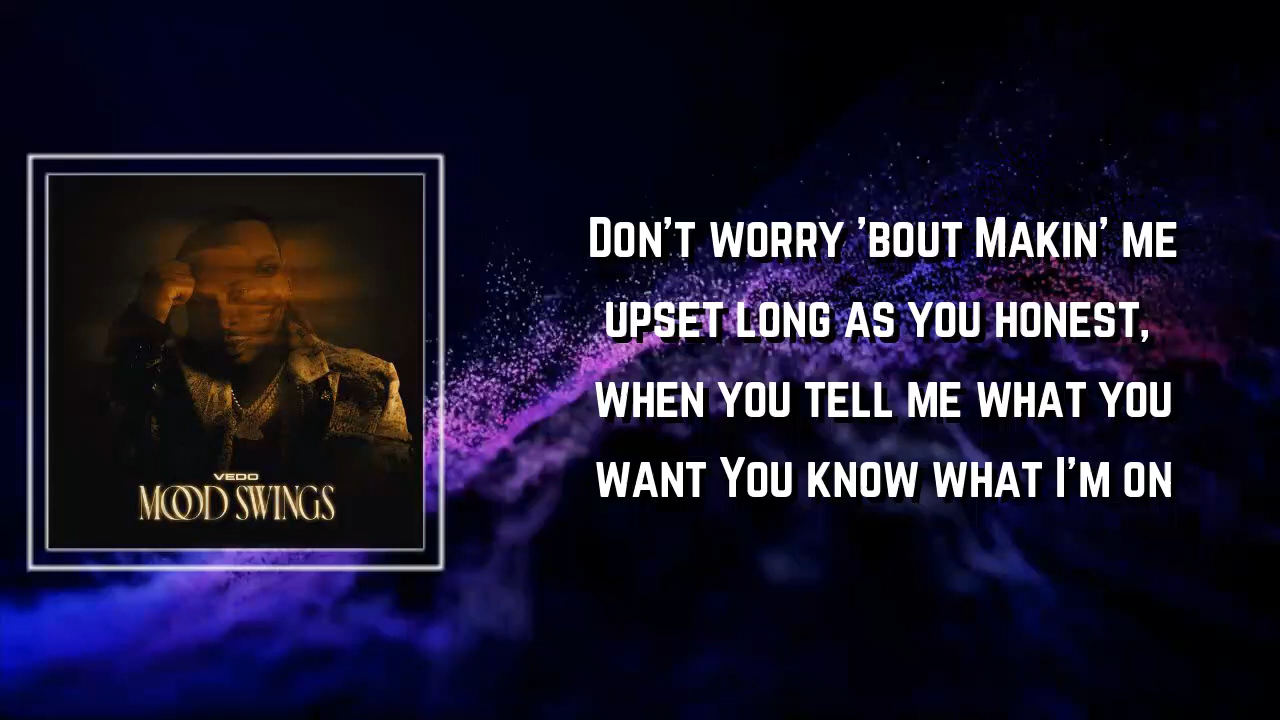 VEDO
MOOD SWINGS
Don't worry 'bout Makin' me
upset long as you honest,
when you tell me what you
want You know what I'm on